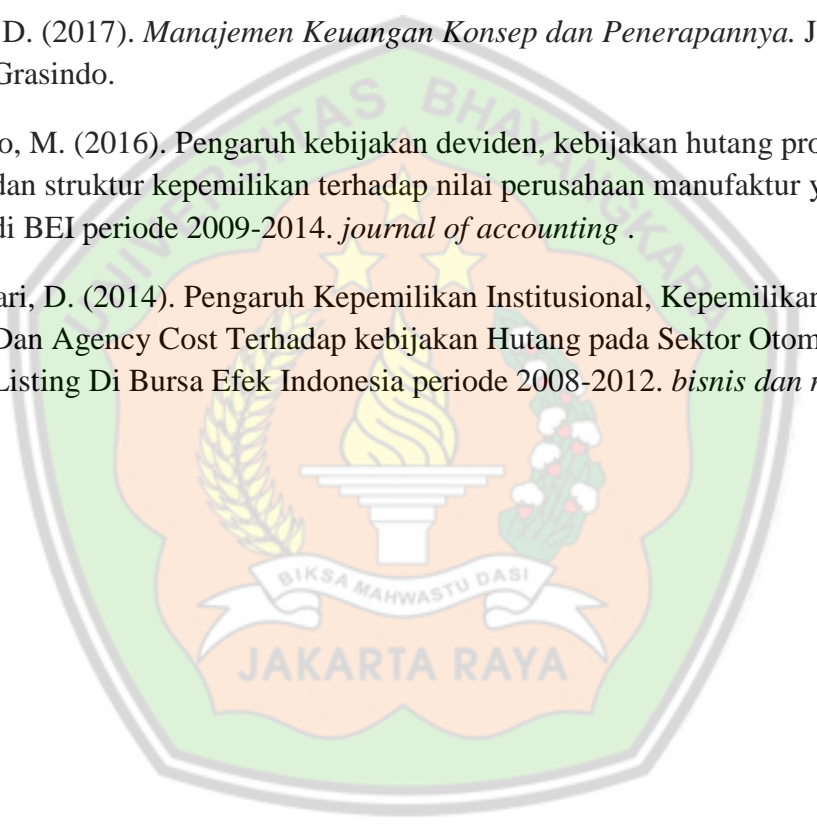 D. (2017). Manajemen Keuangan Konsep dan Penerapannya. J
Grasindo.
o, M. (2016). Pengaruh kebijakan deviden, kebijakan hutang pro
dan struktur kepemilikan terhadap nilai perusahaan manufaktur y
di BEI periode 2009-2014. journal of accounting .
ari, D. (2014). Pengaruh Kepemilikan Institusional, Kepemilikan
Dan Agency Cost Terhadap kebijakan Hutang pada Sektor Otom
Listing Di Bursa Efek Indonesia periode 2008-2012. bisnis dan
UNIVERSITAS BHAYANGKARA
BIKSA MAHWASTU DASI
JAKARTA RAYA